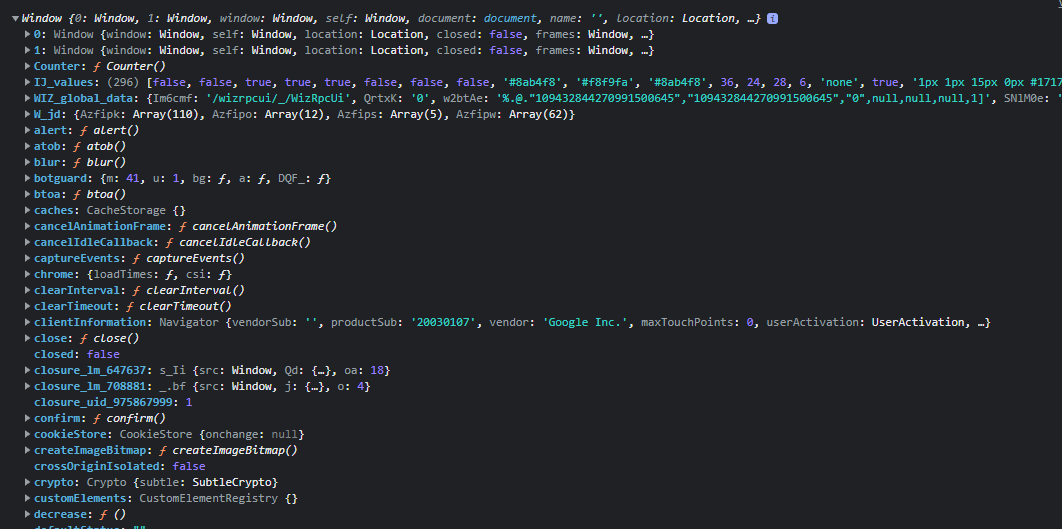 ▼Window {0: Window, 1: Window, window: Window, self: Window, document: document, name: '', location: Location, …} i
▶0: Window {window: Window, self: Window, location: Location, closed: false, frames: Window, …}
▶1: Window {window: Window, self: Window, location: Location, closed: false, frames: Window, …}
▶Counter: ƒ Counter()
▶IJ_values: (296) [false, false, true, true, true, false, false, false, '#8ab4f8', '#f8f9fa', '#8ab4f8', 36, 24, 28, 6, 'none', true, '1px 1px 15px 0px #1717
▶WIZ_global_data: {Im6cmf: '/wizrpcui/_/WizRpcUi', QrtxK: '0', w2btAe: '%.@."109432844270991500645","109432844270991500645","0",null,null,null,1]', SNlM0e: '
▶W_jd: {Azfipk: Array(110), Azfipo: Array(12), Azfips: Array(5), Azfipw: Array(62)}
▶alert: ƒ alert()
▶atob: ƒ atob()
▶blur: ƒ blur()
▶botguard: {m: 41, u: 1, bg: ƒ, a: ƒ, DQF_: ƒ}
▶btoa: ƒ btoa()
▶caches: CacheStorage {}
▶cancelAnimationFrame: ƒ cancelAnimationFrame()
▶cancelIdleCallback: ƒ cancelIdleCallback()
▶captureEvents: ƒ captureEvents()
▶chrome: {loadTimes: ƒ, csi: ƒ}
▶clearInterval: ƒ clearInterval()
▶clearTimeout: ƒ clearTimeout()
▶clientInformation: Navigator {vendorSub: '', productSub: '20030107', vendor: 'Google Inc.', maxTouchPoints: 0, userActivation: UserActivation, …}
▶close: ƒ close()
closed: false
▶closure_lm_647637: s_Ii {src: Window, Qd: {…}, oa: 18}
▶closure_lm_708881: _.bf {src: Window, j: {…}, o: 4}
closure_uid_975867999: 1
▶confirm: ƒ confirm()
▶cookieStore: CookieStore {onchange: null}
▶createImageBitmap: ƒ createImageBitmap()
crossOriginIsolated: false
▶crypto: Crypto {subtle: SubtleCrypto}
▶customElements: CustomElementRegistry {}
▶decrease: ƒ ()